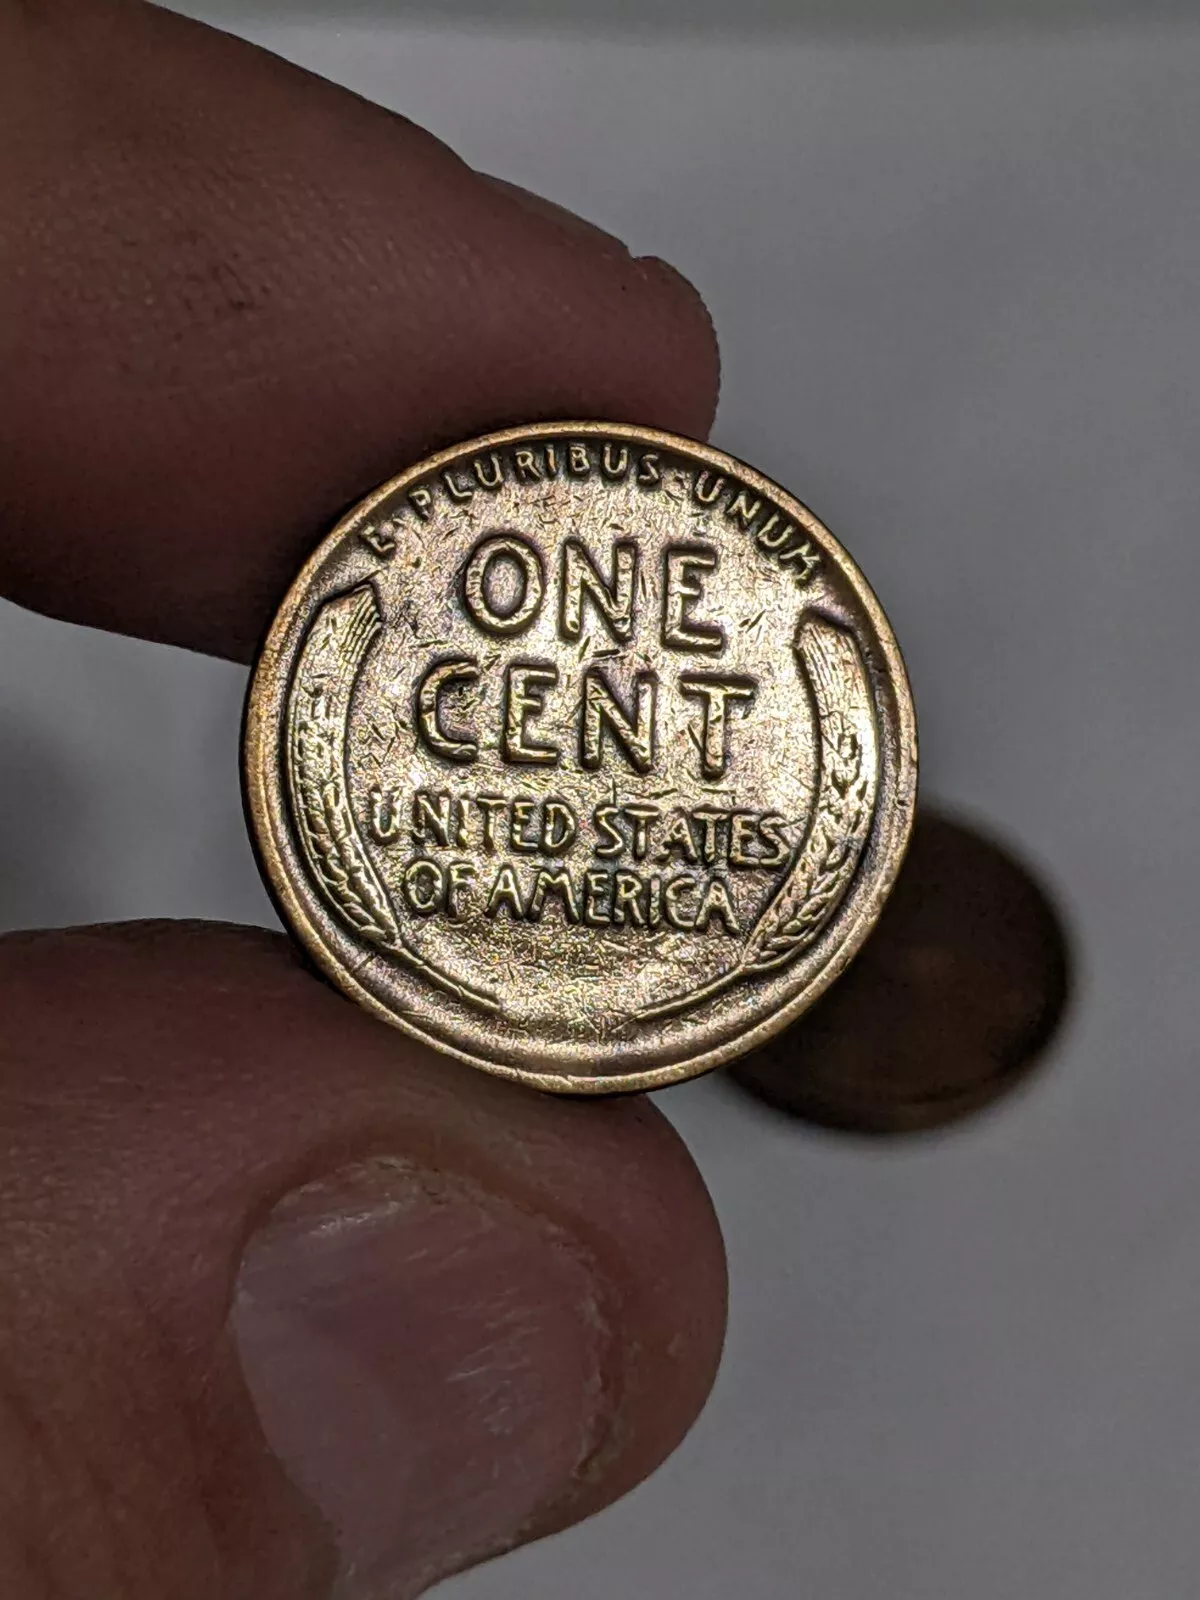 E·PLURIBUS·UNUM
ONE
CENT
UNITED STATES
OF AMERICA